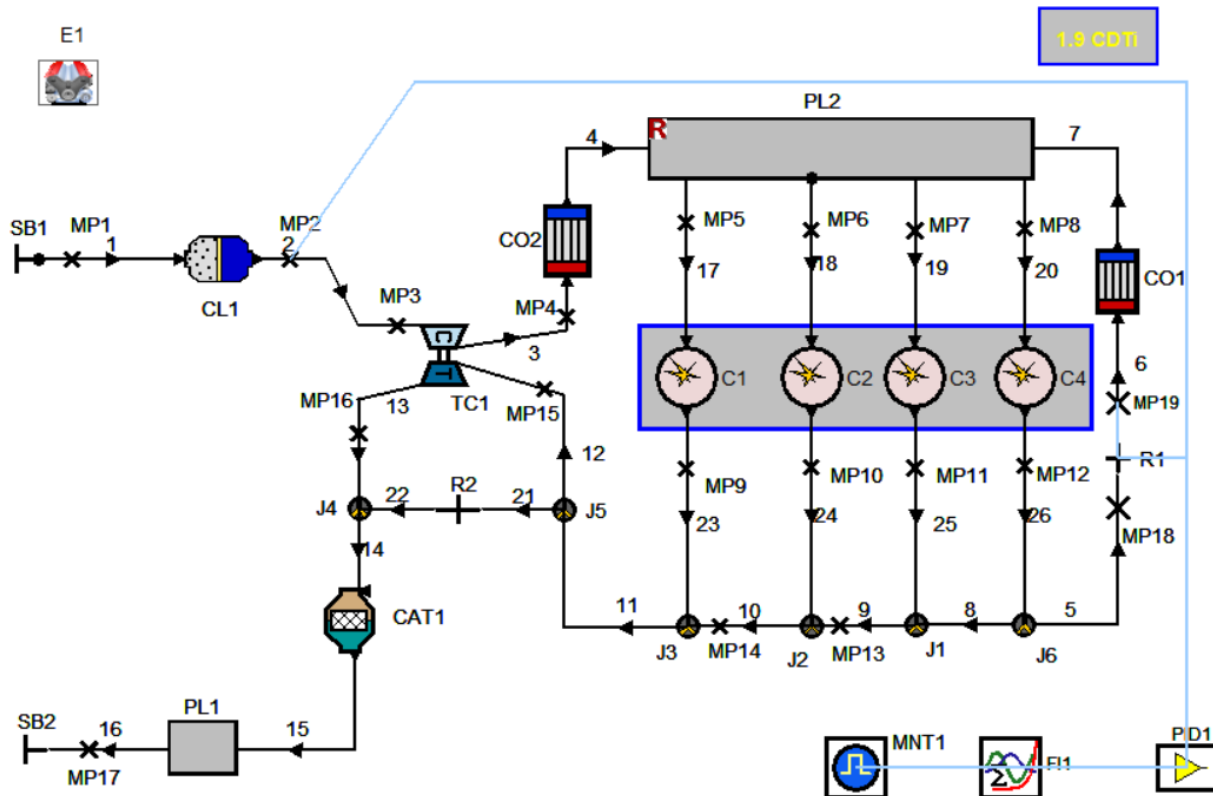 E1
1.9 CDTi
PL2
R
4
7
SB1
MP1
1
MP2
2
CL1
CO2
MP5
MP6
MP7
MP8
17
18
19
20
CO1
MP3
MP4
3
C
T
TC1
MP16
13
MP15
12
C1
C2
C3
C4
6
MP19
R1
MP9
MP10
MP11
MP12
MP18
J4
22
R2
21
J5
23
24
25
26
14
CAT1
11
10
9
8
5
J3
MP14
J2
MP13
J1
J6
SB2
16
PL1
15
MP17
MNT1
FI1
PID1